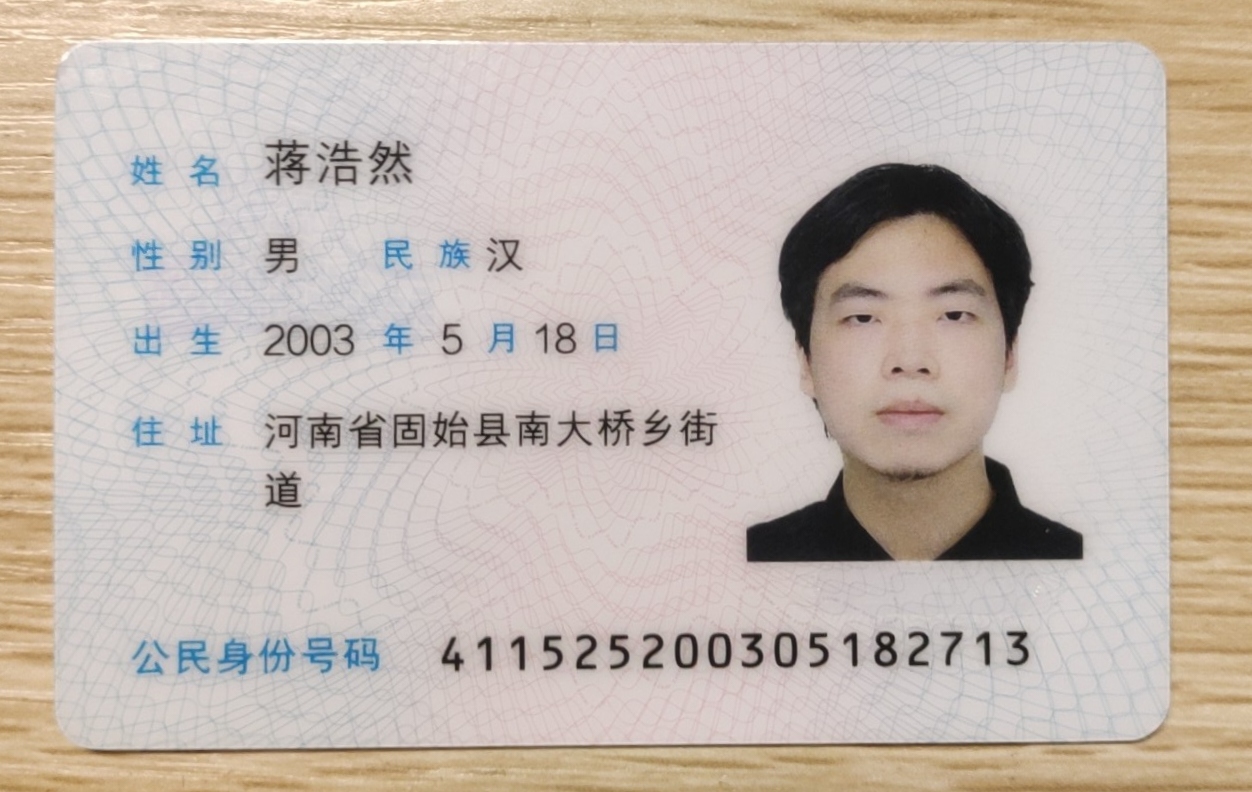 姓名 蒋浩然
性别 男 民族 汉
出生 2003 年 5 月 18 日
住址 河南省固始县南大桥乡街
道
公民身份号码 411525200305182713